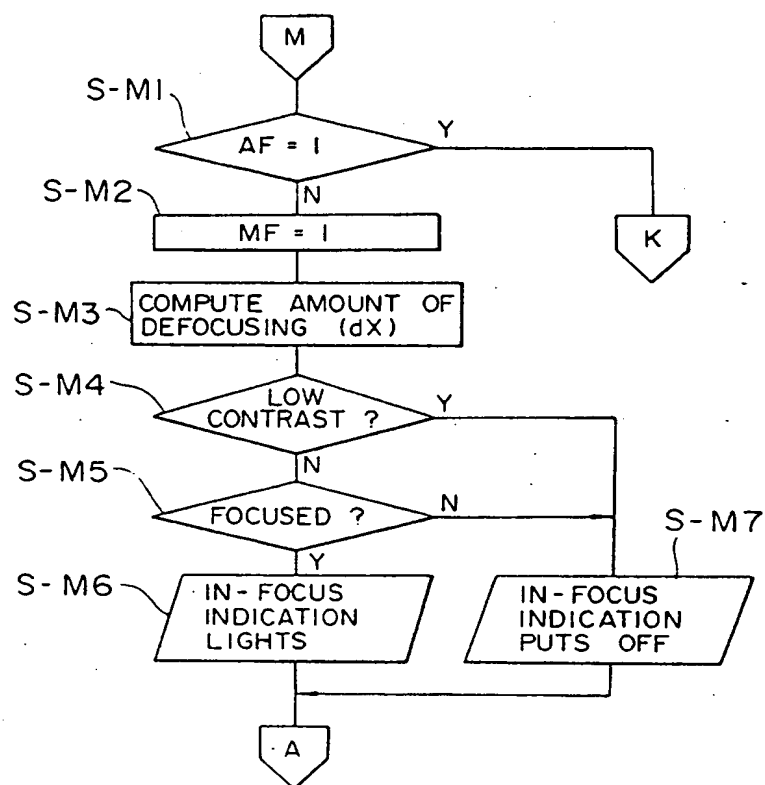 M
S-M1
AF = 1
Y
N
K
S-M2
MF = 1
S-M3
COMPUTE AMOUNT OF
DEFOCUSING (dX)
S-M4
LOW
CONTRAST ?
Y
N
S-M5
FOCUSED ?
N
Y
S-M6
IN-FOCUS
INDICATION
LIGHTS
S-M7
IN-FOCUS
INDICATION
PUTS OFF
A